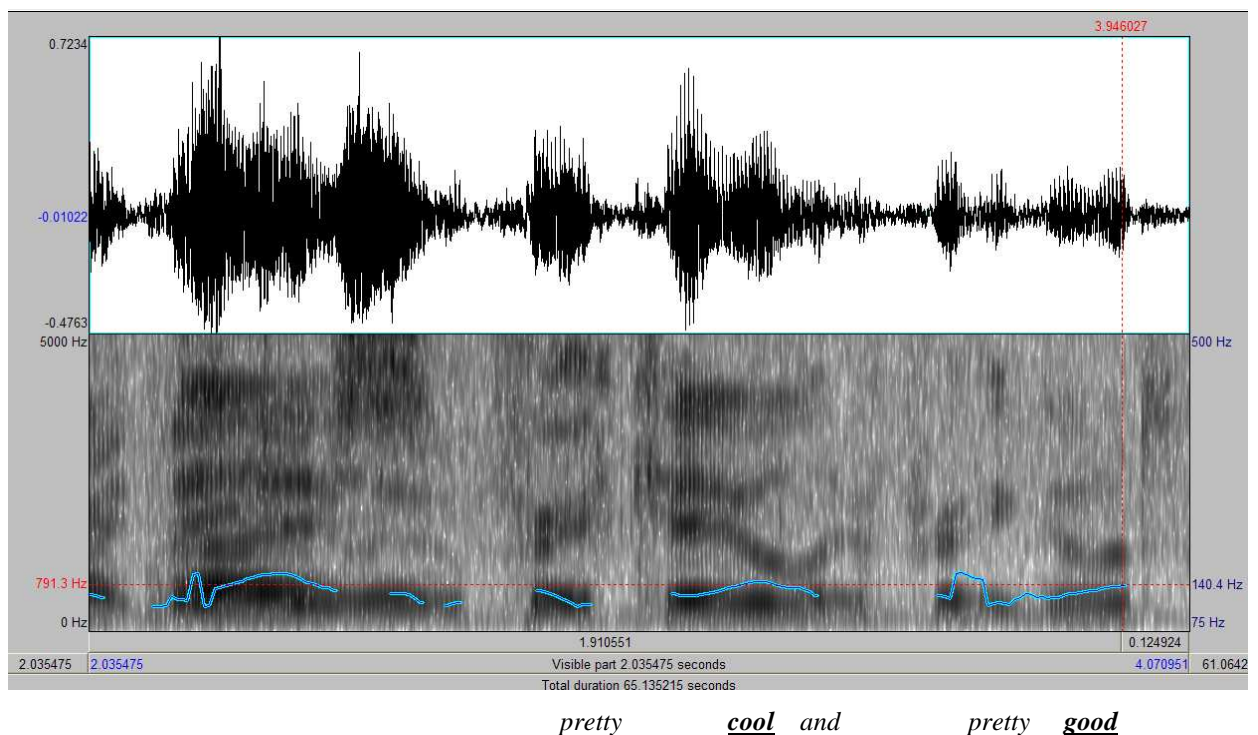 3.946027
0.7234
-0.01022
-0.4763
5000 Hz 500 Hz
791.3 Hz 140.4 Hz
0 Hz 75 Hz
1.910551 0.124924
2.035475 2.035475 Visible part 2.035475 seconds 4.070951 61.0642
Total duration 65.135215 seconds
pretty cool and pretty good